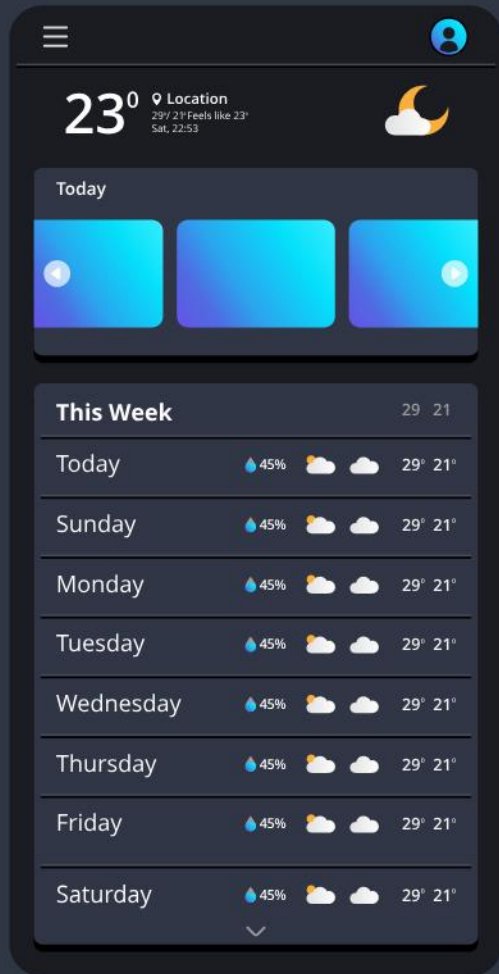 23° Location
29°/ 21°Feels like 23°
Sat, 22:53
Today
This Week 29 21
Today 45% 29° 21°
Sunday 45% 29° 21°
Monday 45% 29° 21°
Tuesday 45% 29° 21°
Wednesday 45% 29° 21°
Thursday 45% 29° 21°
Friday 45% 29° 21°
Saturday 45% 29° 21°